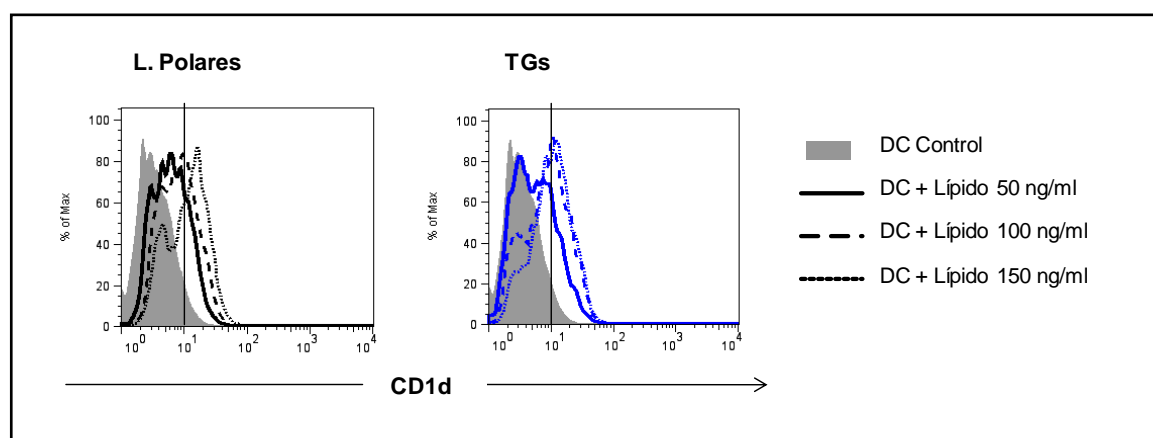 L. Polares
TGs
% of Max
100
80
60
40
20
0
10^0
10^1
10^2
10^3
10^4
% of Max
100
80
60
40
20
0
10^0
10^1
10^2
10^3
10^4
CD1d
DC Control
DC + Lípido 50 ng/ml
DC + Lípido 100 ng/ml
DC + Lípido 150 ng/ml